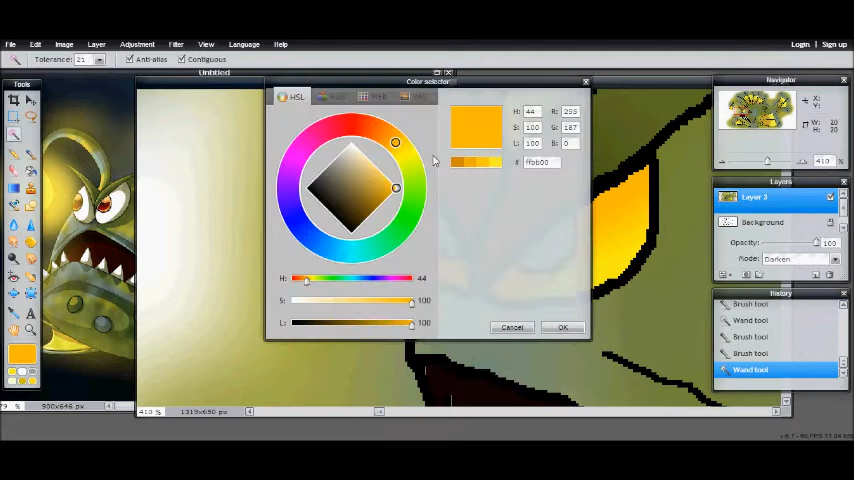 File Edit Image Layer Adjustment Filter View Language Help
Login | Sign up
Tolerance: 21
Anti-alias
Contiguous
Untitled
Tools
Color selector
HSL
WEB
H: 44 R: 255
S: 100 G: 187
L: 100 B: 0
# ffbb00
H: 44
S: 100
L: 100
Cancel
OK
Navigator
X:
Y:
W: 20
H: 20
410 %
Layers
Layer 3
Background
Opacity: 100
Mode: Darken
History
Brush tool
Wand tool
Brush tool
Brush tool
Wand tool
79 %
900x646 px
410 %
1319x650 px